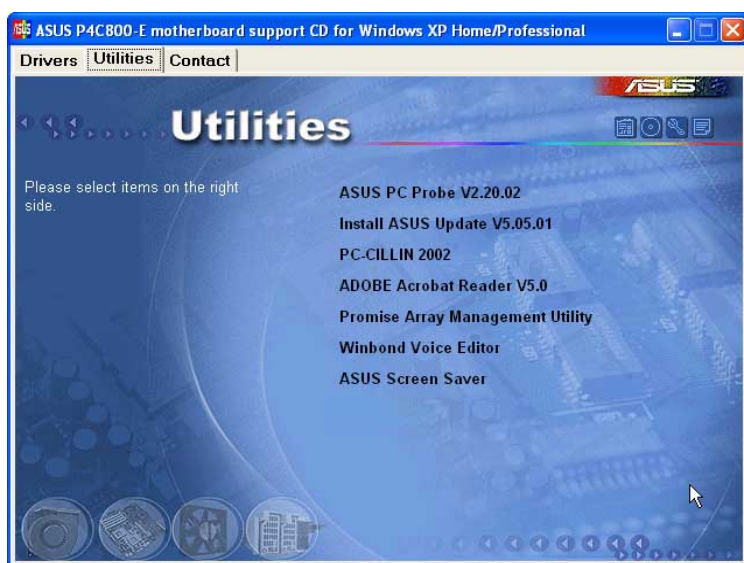 ASUS P4C800-E motherboard support CD for Windows XP Home/Professional
Drivers Utilities Contact
ASUS
Utilities
Please select items on the right
side.
ASUS PC Probe V2.20.02
Install ASUS Update V5.05.01
PC-CILLIN 2002
ADOBE Acrobat Reader V5.0
Promise Array Management Utility
Winbond Voice Editor
ASUS Screen Saver